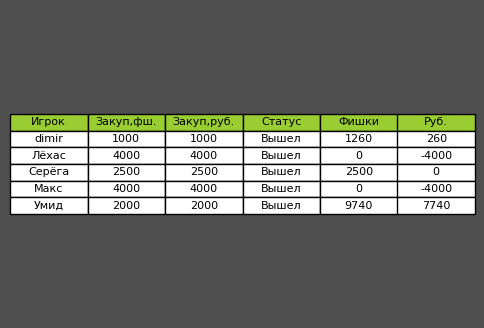 Игрок Закуп,фш. Закуп,руб. Статус Фишки Руб.
dimir 1000 1000 Вышел 1260 260
Лёхас 4000 4000 Вышел 0 -4000
Серёга 2500 2500 Вышел 2500 0
Макс 4000 4000 Вышел 0 -4000
Умид 2000 2000 Вышел 9740 7740